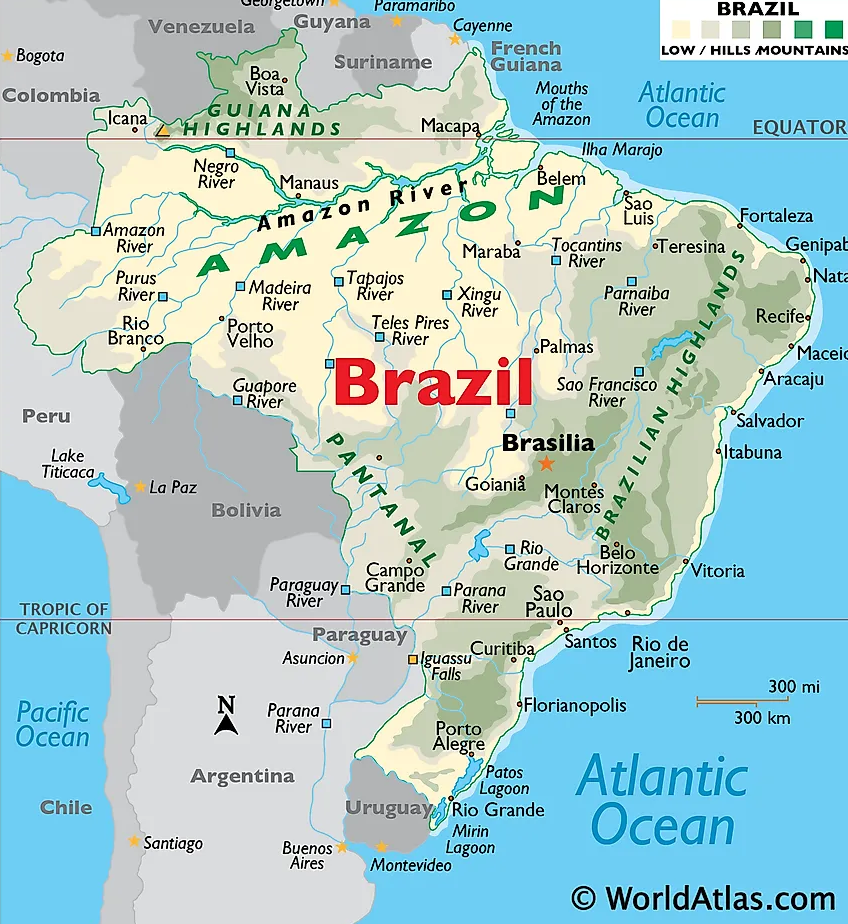 Georgetown
Paramaribo
BRAZIL
LOW / HILLS /MOUNTAINS
Venezuela
Guyana
Cayenne
Bogota
Suriname
French
Guiana
Colombia
Boa
Vista
Mouths
of the
Amazon
Atlantic
Ocean
Icana
GUIANA
HIGHLANDS
Macapa
EQUATOR
Ilha Marajo
Negro
River
Manaus
Amazon River
Belem
Sao
Luis
Fortaleza
AMAZON
Amazon
River
Maraba
Tocantins
River
Teresina
Genipab
Nata
Purus
River
Madeira
River
Tapajos
River
Xingu
River
Parnaiba
River
Recife
Rio
Branco
Porto
Velho
Teles Pires
River
Palmas
Maceio
Brazil
Sao Francisco
River
Aracaju
Guapore
River
BRAZILIAN HIGHLANDS
Peru
Salvador
Brasilia
Itabuna
Lake
Titicaca
La Paz
PANTANAL
Goiania
Montes
Claros
Bolivia
Rio
Grande
Belo
Horizonte
Vitoria
Campo
Grande
Paraguay
River
Parana
River
Sao
Paulo
TROPIC OF
CAPRICORN
Paraguay
Santos
Rio de
Janeiro
Asuncion
Iguassu
Falls
Curitiba
300 mi
300 km
N
Pacific
Ocean
Parana
River
Florianopolis
Porto
Alegre
Argentina
Patos
Lagoon
Atlantic
Ocean
Chile
Uruguay
Rio Grande
Mirin
Lagoon
Santiago
Buenos
Aires
Montevideo
© WorldAtlas.com